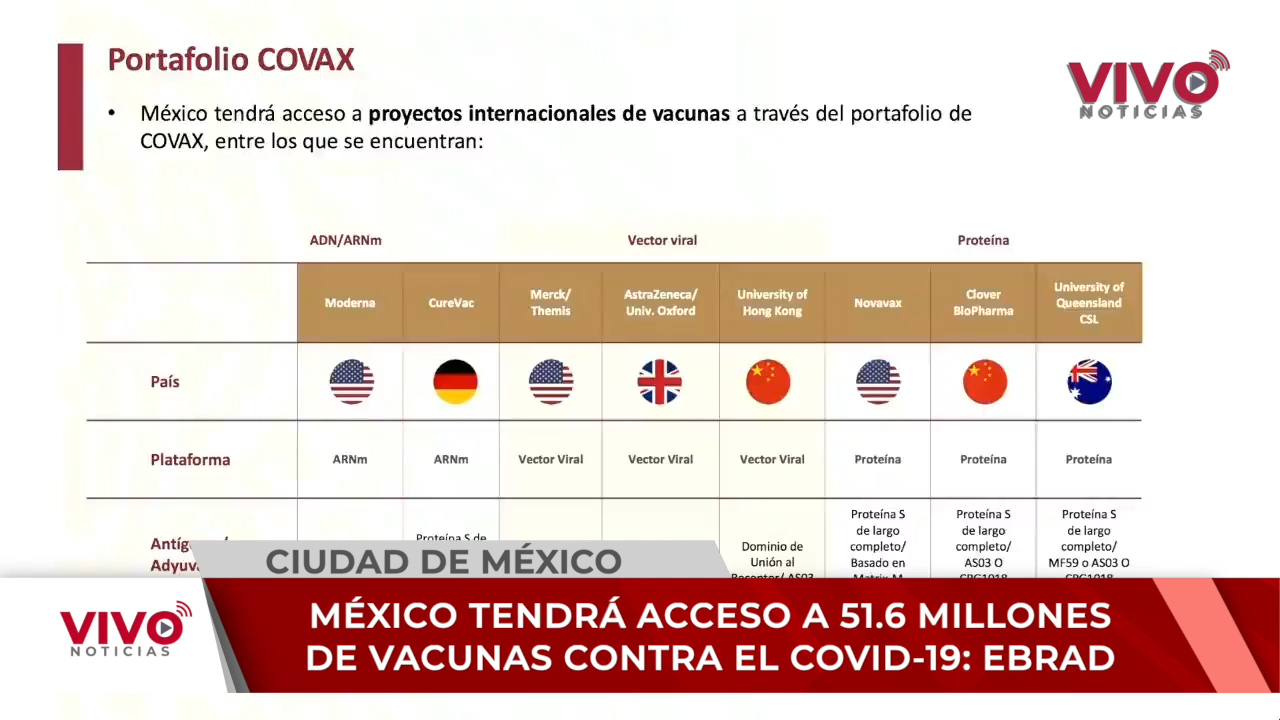 Portafolio COVAX
• México tendrá acceso a proyectos internacionales de vacunas a través del portafolio de
COVAX, entre los que se encuentran:
VIVO
NOTICIAS
ADN/ARNm Vector viral Proteína
Moderna CureVac Merck/ Themis AstraZeneca/ Univ. Oxford University of Hong Kong Novavax Clover BioPharma University of Queensland CSL
País
Plataforma ARNm ARNm Vector Viral Vector Viral Vector Viral Proteína Proteína Proteína
Proteína S de
Dominio de
Unión al
Proteína S
de largo
completo/
Basado en
Proteína S
de largo
completo/
AS03 O
Proteína S
de largo
completo/
MF59 o AS03 O
CIUDAD DE MÉXICO
VIVO
NOTICIAS
MÉXICO TENDRÁ ACCESO A 51.6 MILLONES
DE VACUNAS CONTRA EL COVID-19: EBRAD